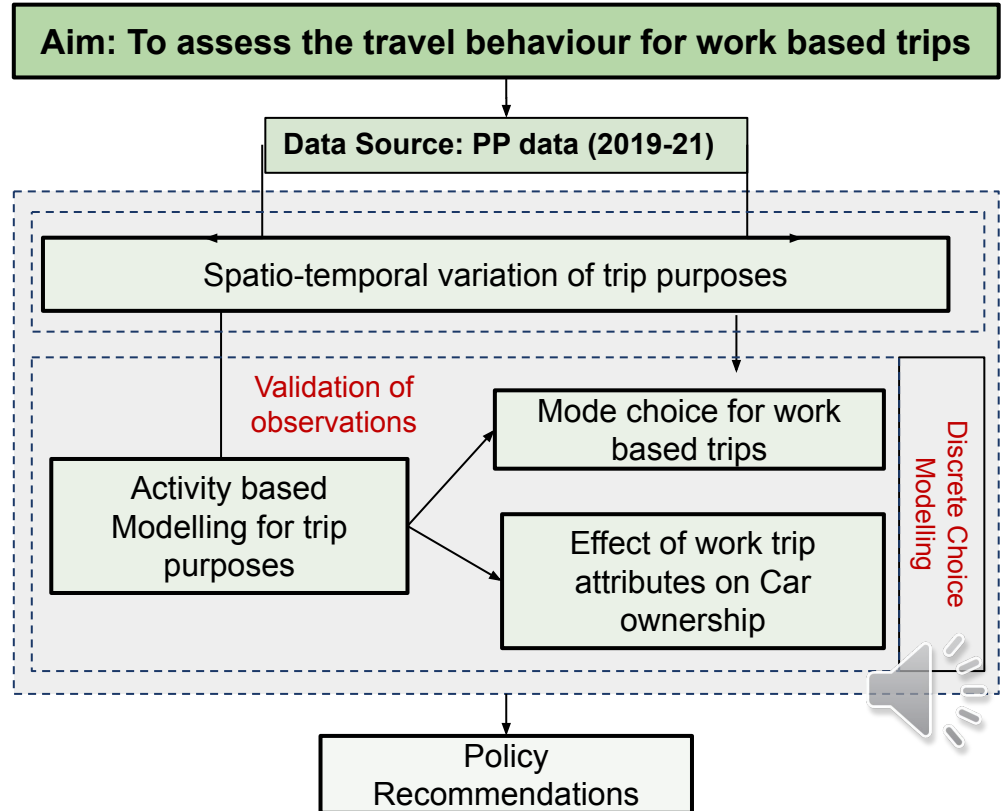 Aim: To assess the travel behaviour for work based trips
Data Source: PP data (2019-21)
Spatio-temporal variation of trip purposes
Validation of
observations
Mode choice for work
based trips
Activity based
Modelling for trip
purposes
Effect of work trip
attributes on Car
ownership
Discrete Choice
Modelling
Policy
Recommendations